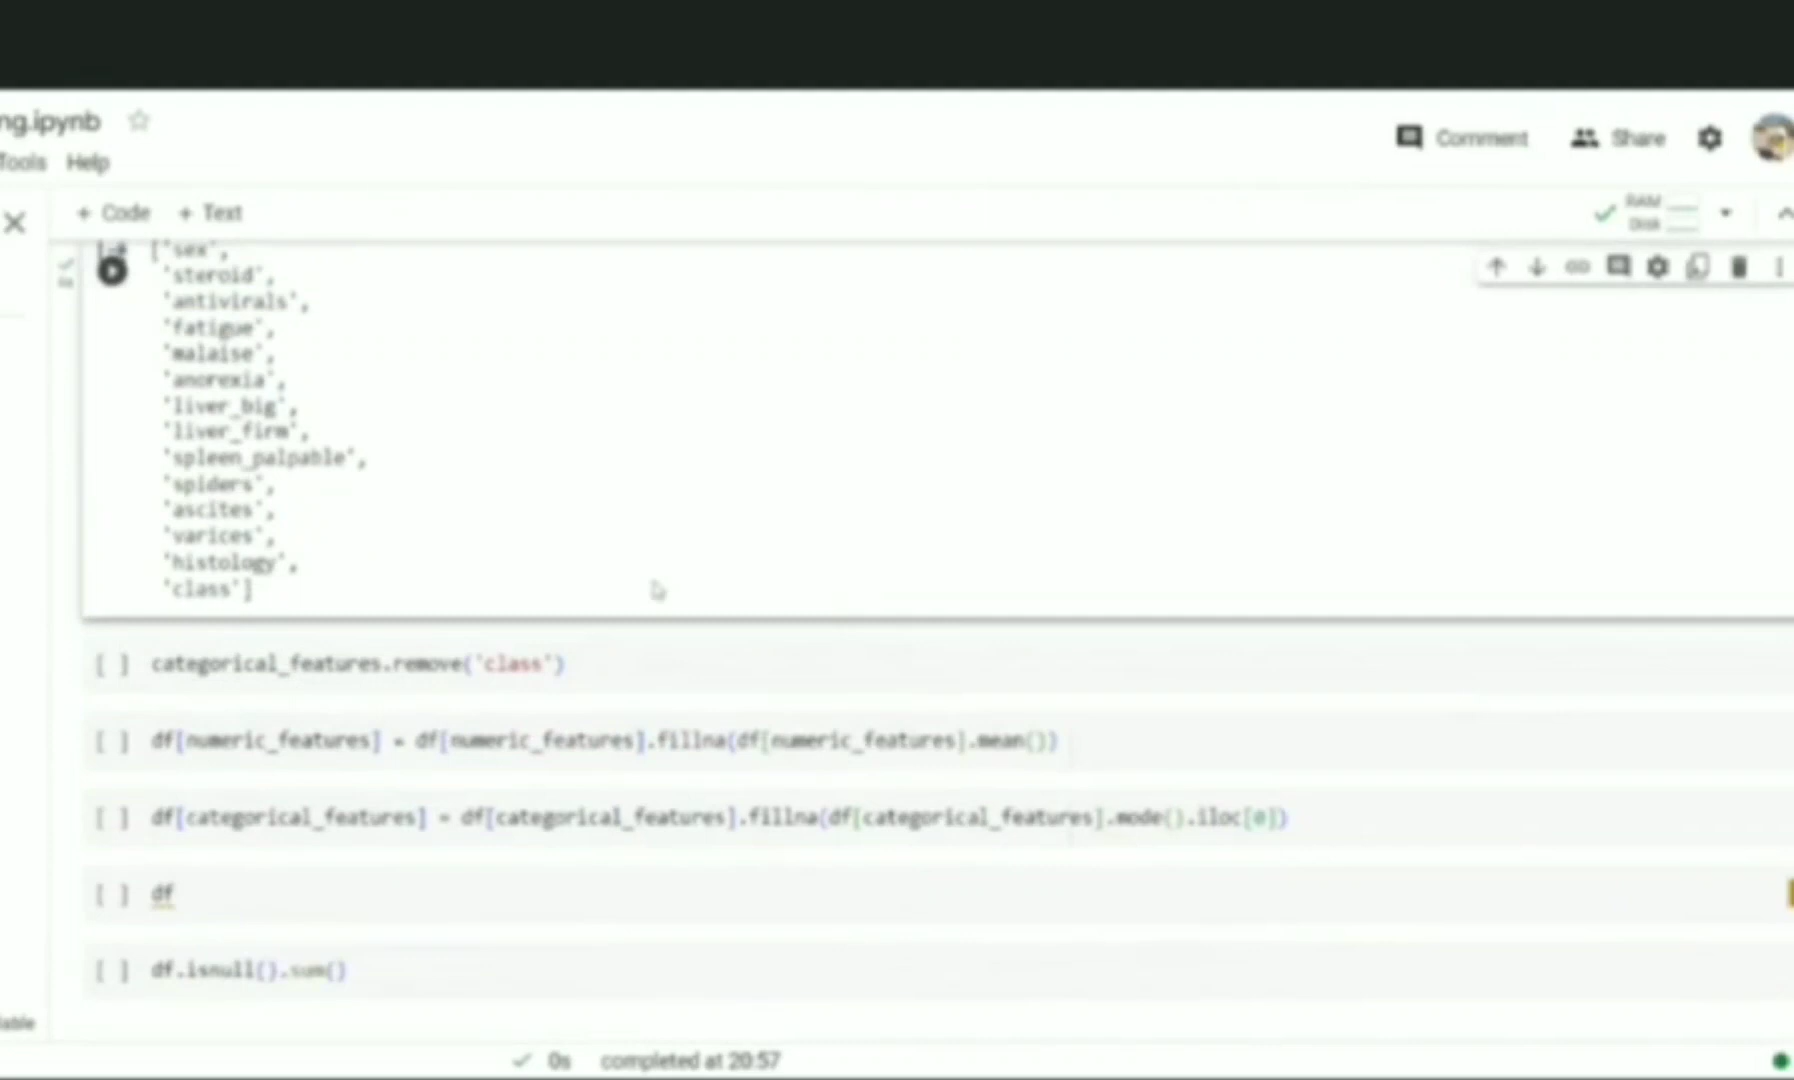 ng.ipynb
Comment
Share
Tools Help
+ Code + Text
RAM
Disk
['sex',
'steroid',
'antivirals',
'fatigue',
'malaise',
'anorexia',
'liver_big',
'liver_firm',
'spleen_palpable',
'spiders',
'ascites',
'varices',
'histology',
'class']
[ ] categorical_features.remove('class')
[ ] df[numeric_features] = df[numeric_features].fillna(df[numeric_features].mean())
[ ] df[categorical_features] = df[categorical_features].fillna(df[categorical_features].mode().iloc[0])
[ ] df
[ ] df.isnull().sum()
lable
0s completed at 20:57